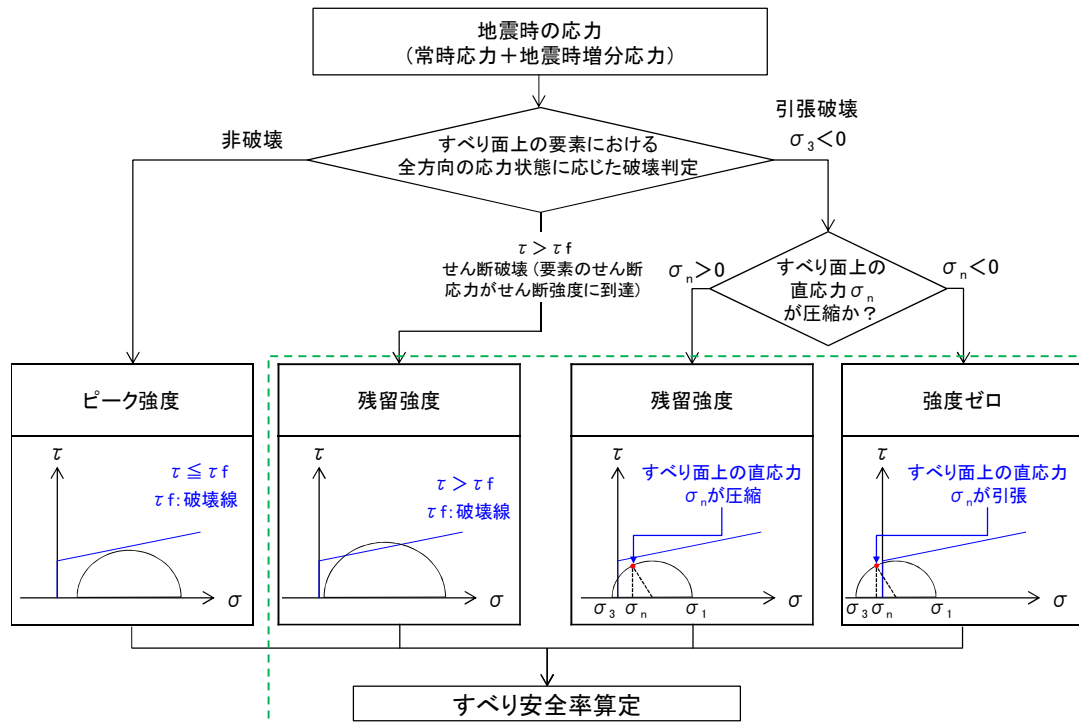 地震時の応力
(常時応力＋地震時増分応力)
非破壊
すべり面上の要素における
全方向の応力状態に応じた破壊判定
引張破壊
σ₃＜0
τ＞τf
せん断破壊(要素のせん断
応力がせん断強度に到達)
σₙ＞0
すべり面上の
直応力σₙ
が圧縮か？
σₙ＜0
ピーク強度
τ
τ≦τf
τf：破壊線
σ
残留強度
τ
τ＞τf
τf：破壊線
σ
残留強度
τ
すべり面上の直応力
σₙが圧縮
σ₃
σₙ
σ₁
σ
強度ゼロ
τ
すべり面上の直応力
σₙが引張
σ₃
σₙ
σ₁
σ
すべり安全率算定